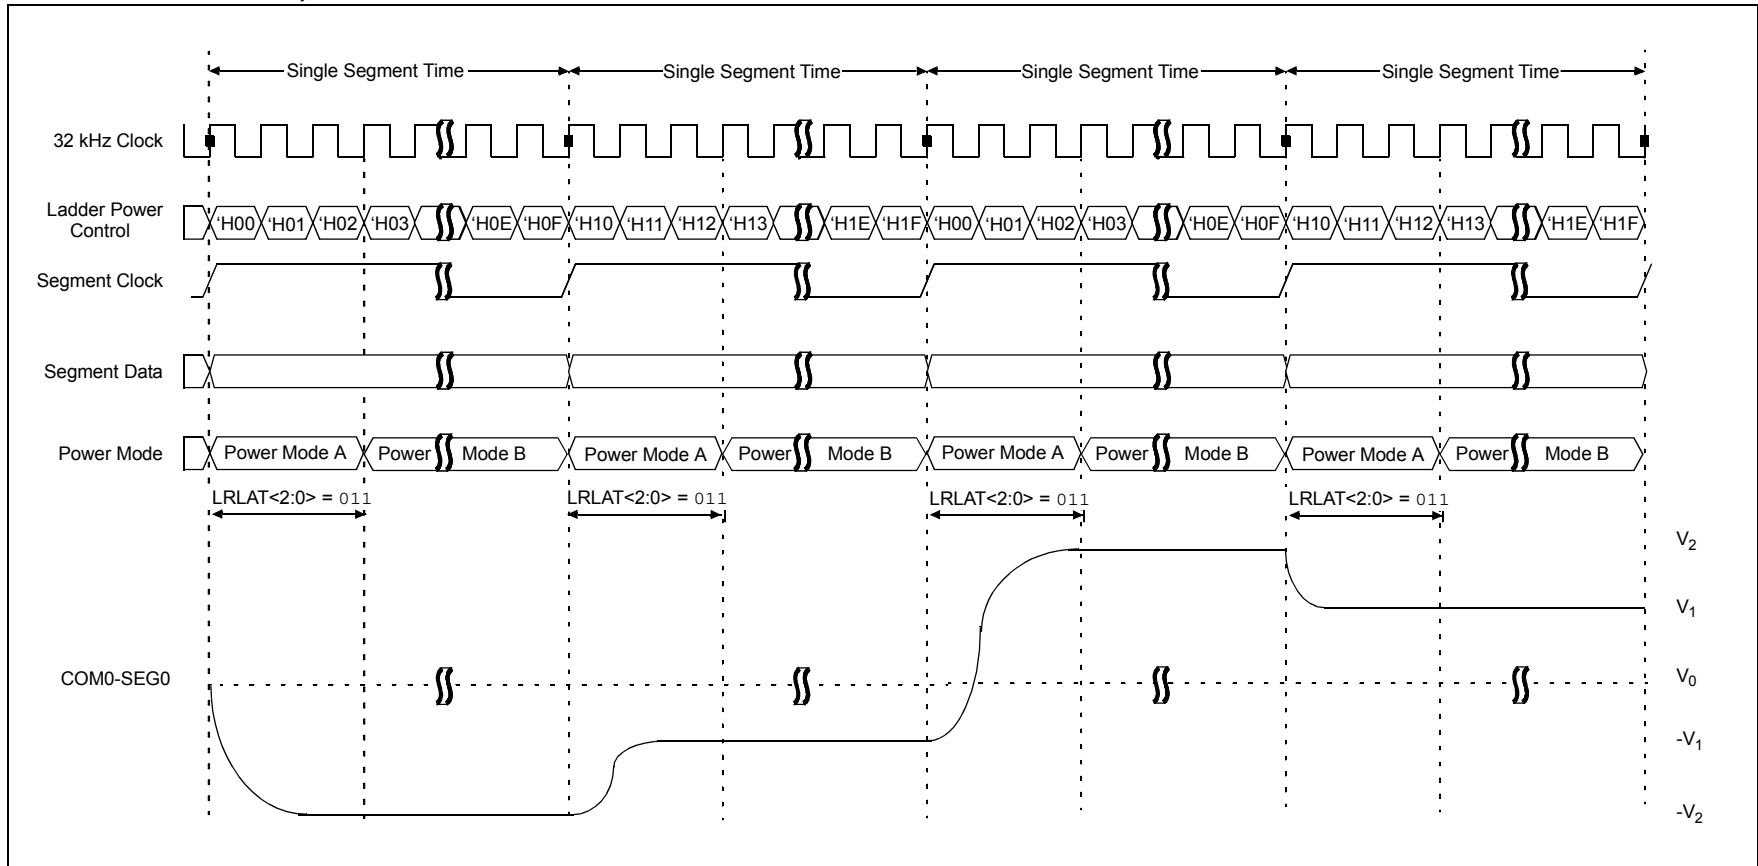 Single Segment Time Single Segment Time Single Segment Time Single Segment Time
32 kHz Clock
Ladder Power
Control
‘H00 ‘H01 ‘H02 ‘H03 ‘H0E ‘H0F ‘H10 ‘H11 ‘H12 ‘H13 ‘H1E ‘H1F ‘H00 ‘H01 ‘H02 ‘H03 ‘H0E ‘H0F ‘H10 ‘H11 ‘H12 ‘H13 ‘H1E ‘H1F
Segment Clock
Segment Data
Power Mode Power Mode A Power Mode B Power Mode A Power Mode B Power Mode A Power Mode B Power Mode A Power Mode B
LRLAT<2:0> = 011 LRLAT<2:0> = 011 LRLAT<2:0> = 011 LRLAT<2:0> = 011
V2
V1
COM0-SEG0 V0
-V1
-V2